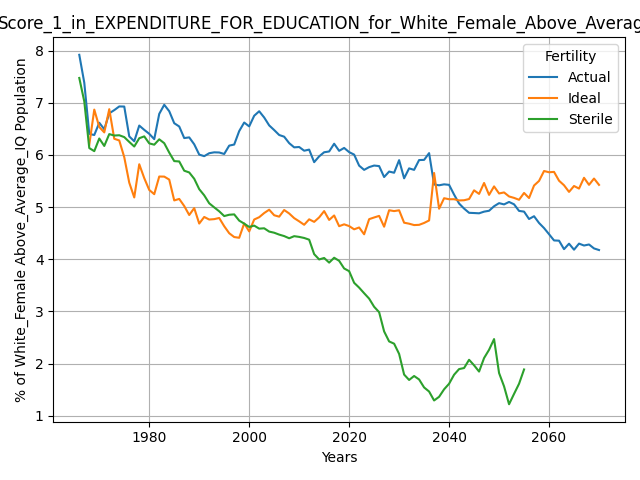 Score_1_in_EXPENDITURE_FOR_EDUCATION_for_White_Female_Above_Averag
% of White_Female Above_Average_IQ Population
8
7
6
5
4
3
2
1
Fertility
Actual
Ideal
Sterile
1980
2000
2020
2040
2060
Years